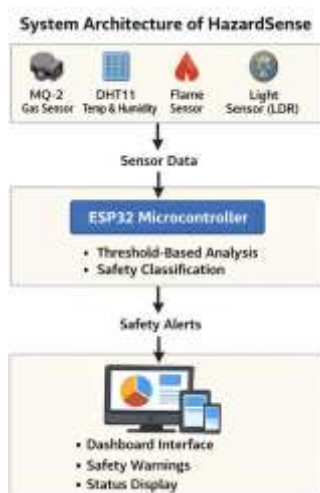 System Architecture of HazardSense
MQ-2
Gas Sensor
DHT11
Temp & Humidity
Flame
Sensor
Light
Sensor (LDR)
Sensor Data
ESP32 Microcontroller
• Threshold-Based Analysis
• Safety Classification
Safety Alerts
• Dashboard Interface
• Safety Warnings
• Status Display